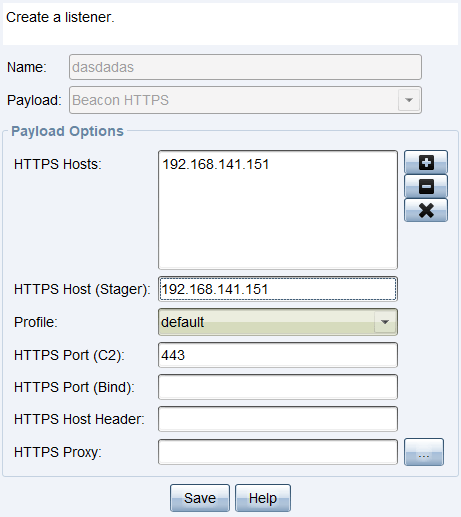 Create a listener.
Name: dasdadas
Payload: Beacon HTTPS
Payload Options
HTTPS Hosts: 192.168.141.151
HTTPS Host (Stager): 192.168.141.151
Profile: default
HTTPS Port (C2): 443
HTTPS Port (Bind):
HTTPS Host Header:
HTTPS Proxy: ...
Save Help